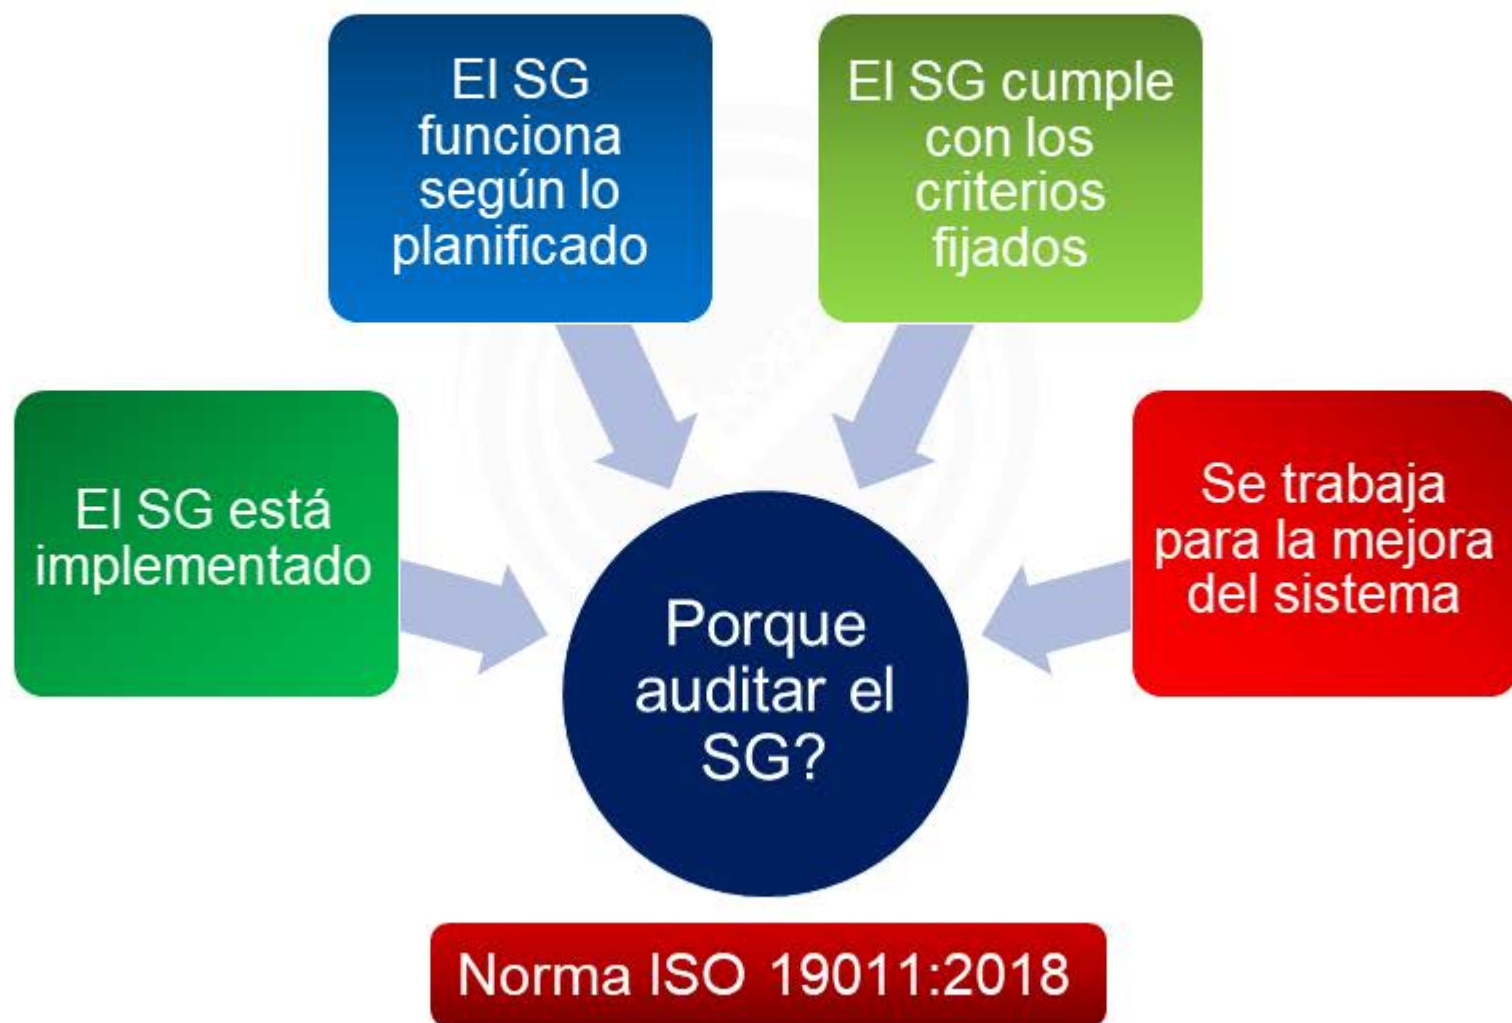 El SG
funciona
según lo
planificado
El SG cumple
con los
criterios
fijados
El SG está
implementado
Se trabaja
para la mejora
del sistema
Porque
auditar el
SG?
Norma ISO 19011:2018